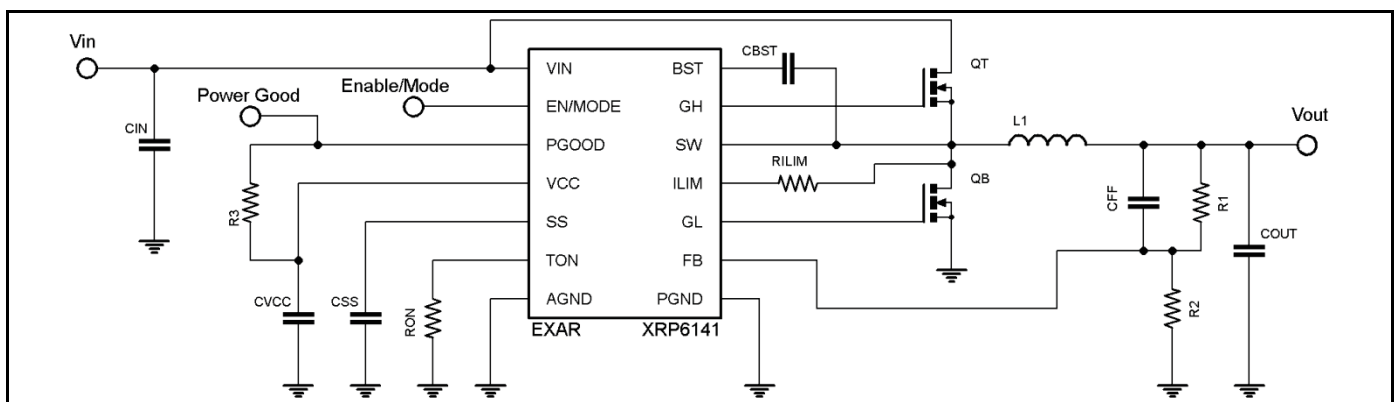 Vin
CIN
Power Good
Enable/Mode
R3
CVCC
CSS
RON
VIN
EN/MODE
PGOOD
VCC
SS
TON
AGND
BST
GH
SW
ILIM
GL
FB
PGND
EXAR
XRP6141
CBST
RILIM
QT
QB
L1
CFF
R1
R2
COUT
Vout